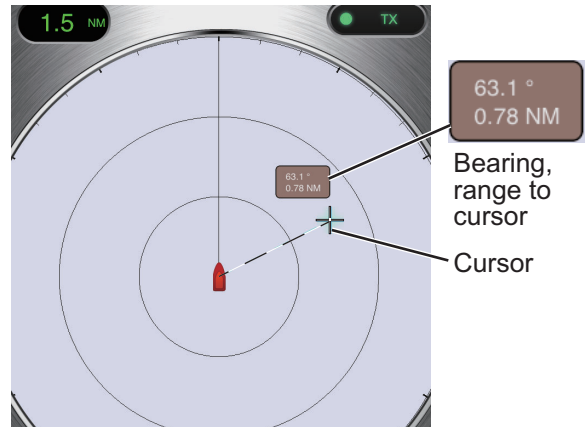 1.5 NM
TX
63.1 °
0.78 NM
63.1 °
0.78 NM
Bearing,
range to
cursor
Cursor